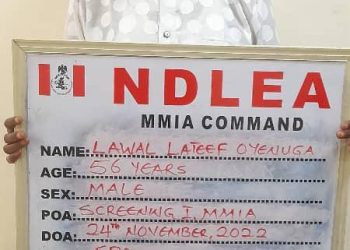 NDLEA
MMIA COMMAND
NAME: LAWAL LATEEF OYENUGA
AGE: 56 YEARS
SEX: MALE
POA: SCREENING I MMIA
DOA: 24TH NOVEMBER, 2022